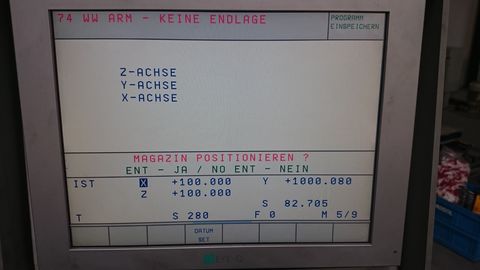 74 WW ARM - KEINE ENDLAGE
PROGRAMM
EINSPEICHERN
Z-ACHSE
Y-ACHSE
X-ACHSE
MAGAZIN POSITIONIEREN ?
ENT - JA / NO ENT - NEIN
IST X +100.000 Y +1000.080
Z +100.000
S 82.705
T S 280 F 0 M 5/9
DATUM
SET